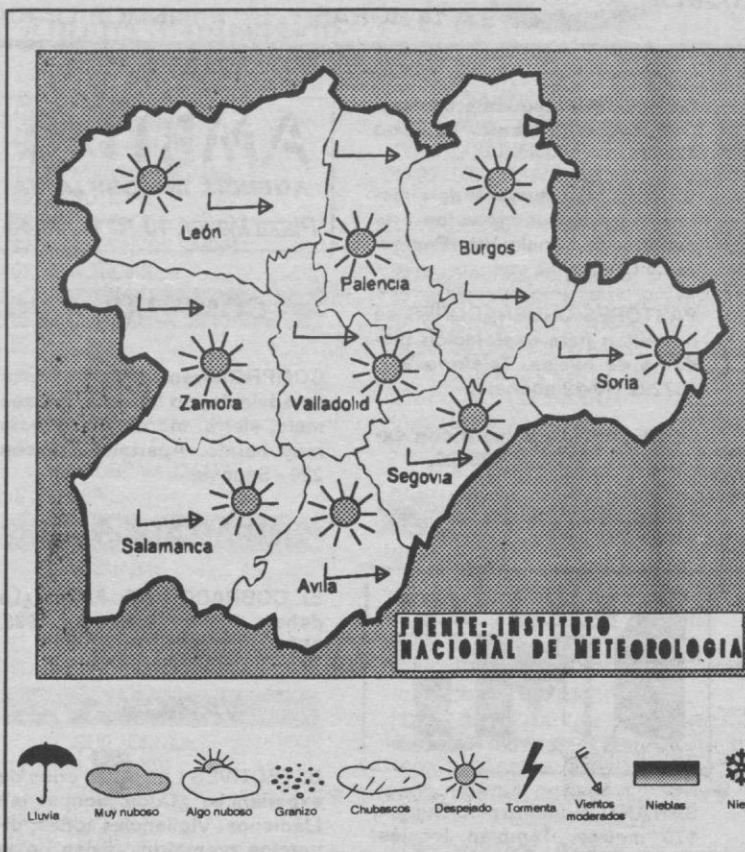 León
Palencia
Burgos
Zamora
Valladolid
Soria
Segovia
Salamanca
Avila
FUENTE: INSTITUTO
NACIONAL DE METEOROLOGIA
Lluvia
Muy nuboso
Algo nuboso
Granizo
Chubascos
Despejado
Tormenta
Vientos
moderados
Nieblas